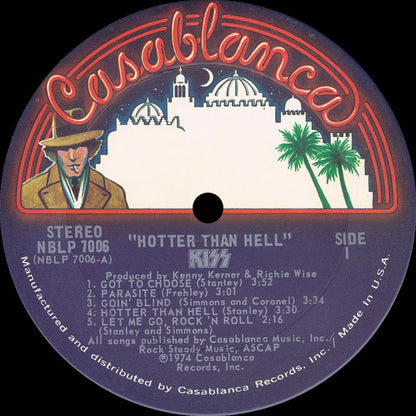 Casablanca
STEREO
NBLP 7006
(NBLP 7006-A)
"HOTTER THAN HELL"
KISS
SIDE
1
Produced by Kenny Kerner & Richie Wise
1. GOT TO CHOOSE (Stanley) 3:52
2. PARASITE (Frehley) 3:01
3. GOIN' BLIND (Simmons and Coronel) 3:34
4. HOTTER THAN HELL (Stanley) 3:30
5. LET ME GO, ROCK 'N ROLL 2:16
(Stanley and Simmons)
All songs published by Casablanca Music, Inc./
Rock Steady Music, ASCAP
℗1974 Casablanca
Records, Inc.
Manufactured and distributed by Casablanca Records, Inc. / Made in U.S.A.